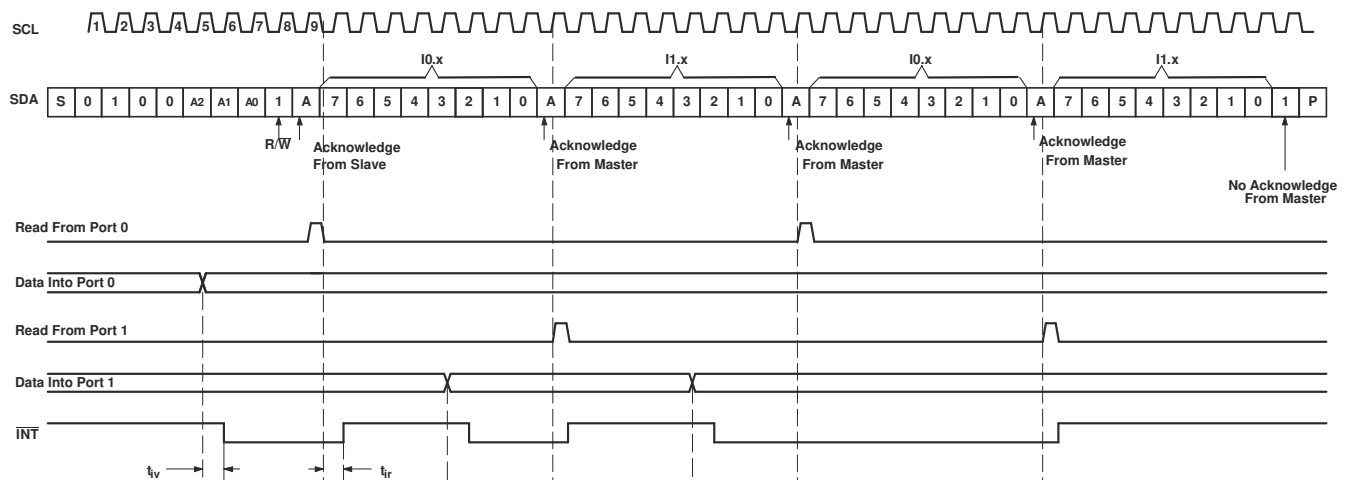 SCL 1 2 3 4 5 6 7 8 9
I0.x I1.x I0.x I1.x
SDA S 0 1 0 0 A2 A1 A0 1 A 7 6 5 4 3 2 1 0 A 7 6 5 4 3 2 1 0 A 7 6 5 4 3 2 1 0 A 7 6 5 4 3 2 1 0 1 P
R/W̅ Acknowledge Acknowledge Acknowledge Acknowledge
From Slave From Master From Master From Master
No Acknowledge
From Master
Read From Port 0
Data Into Port 0
Read From Port 1
Data Into Port 1
I̅N̅T̅
tiv tir